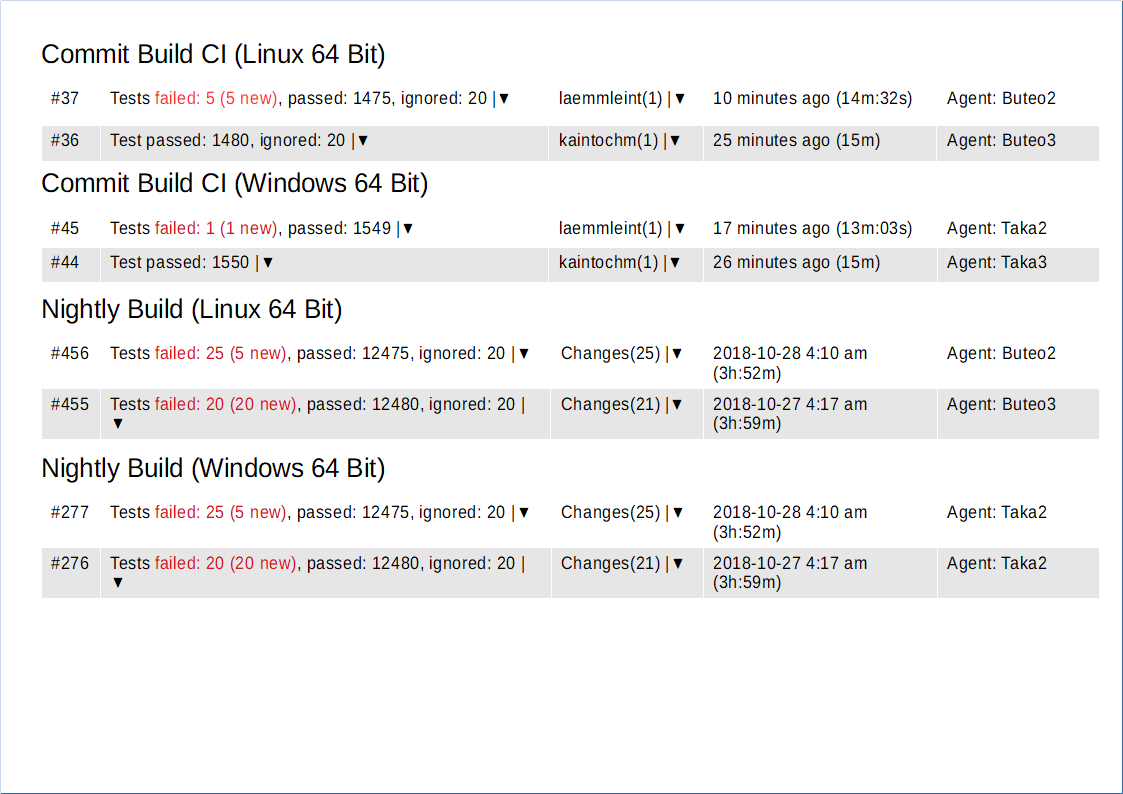 Commit Build CI (Linux 64 Bit)
#37 Tests failed: 5 (5 new), passed: 1475, ignored: 20 |▼ laemmleint(1) |▼ 10 minutes ago (14m:32s) Agent: Buteo2
#36 Test passed: 1480, ignored: 20 |▼ kaintochm(1) |▼ 25 minutes ago (15m) Agent: Buteo3
Commit Build CI (Windows 64 Bit)
#45 Tests failed: 1 (1 new), passed: 1549 |▼ laemmleint(1) |▼ 17 minutes ago (13m:03s) Agent: Taka2
#44 Test passed: 1550 |▼ kaintochm(1) |▼ 26 minutes ago (15m) Agent: Taka3
Nightly Build (Linux 64 Bit)
#456 Tests failed: 25 (5 new), passed: 12475, ignored: 20 |▼ Changes(25) |▼ 2018-10-28 4:10 am Agent: Buteo2
(3h:52m)
#455 Tests failed: 20 (20 new), passed: 12480, ignored: 20 | Changes(21) |▼ 2018-10-27 4:17 am Agent: Buteo3
▼ (3h:59m)
Nightly Build (Windows 64 Bit)
#277 Tests failed: 25 (5 new), passed: 12475, ignored: 20 |▼ Changes(25) |▼ 2018-10-28 4:10 am Agent: Taka2
(3h:52m)
#276 Tests failed: 20 (20 new), passed: 12480, ignored: 20 | Changes(21) |▼ 2018-10-27 4:17 am Agent: Taka2
▼ (3h:59m)